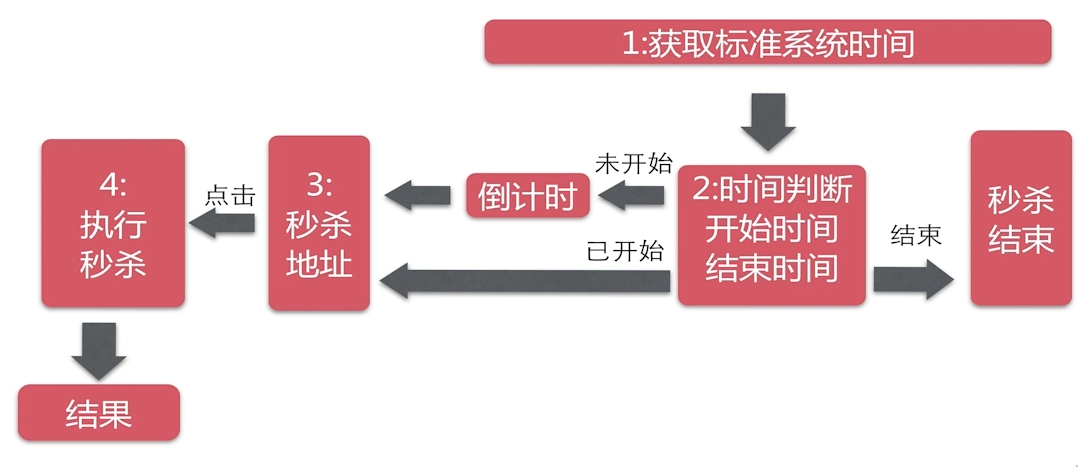 1:获取标准系统时间
2:时间判断
开始时间
结束时间
未开始
倒计时
已开始
结束
秒杀
结束
3:
秒杀
地址
点击
4:
执行
秒杀
结果